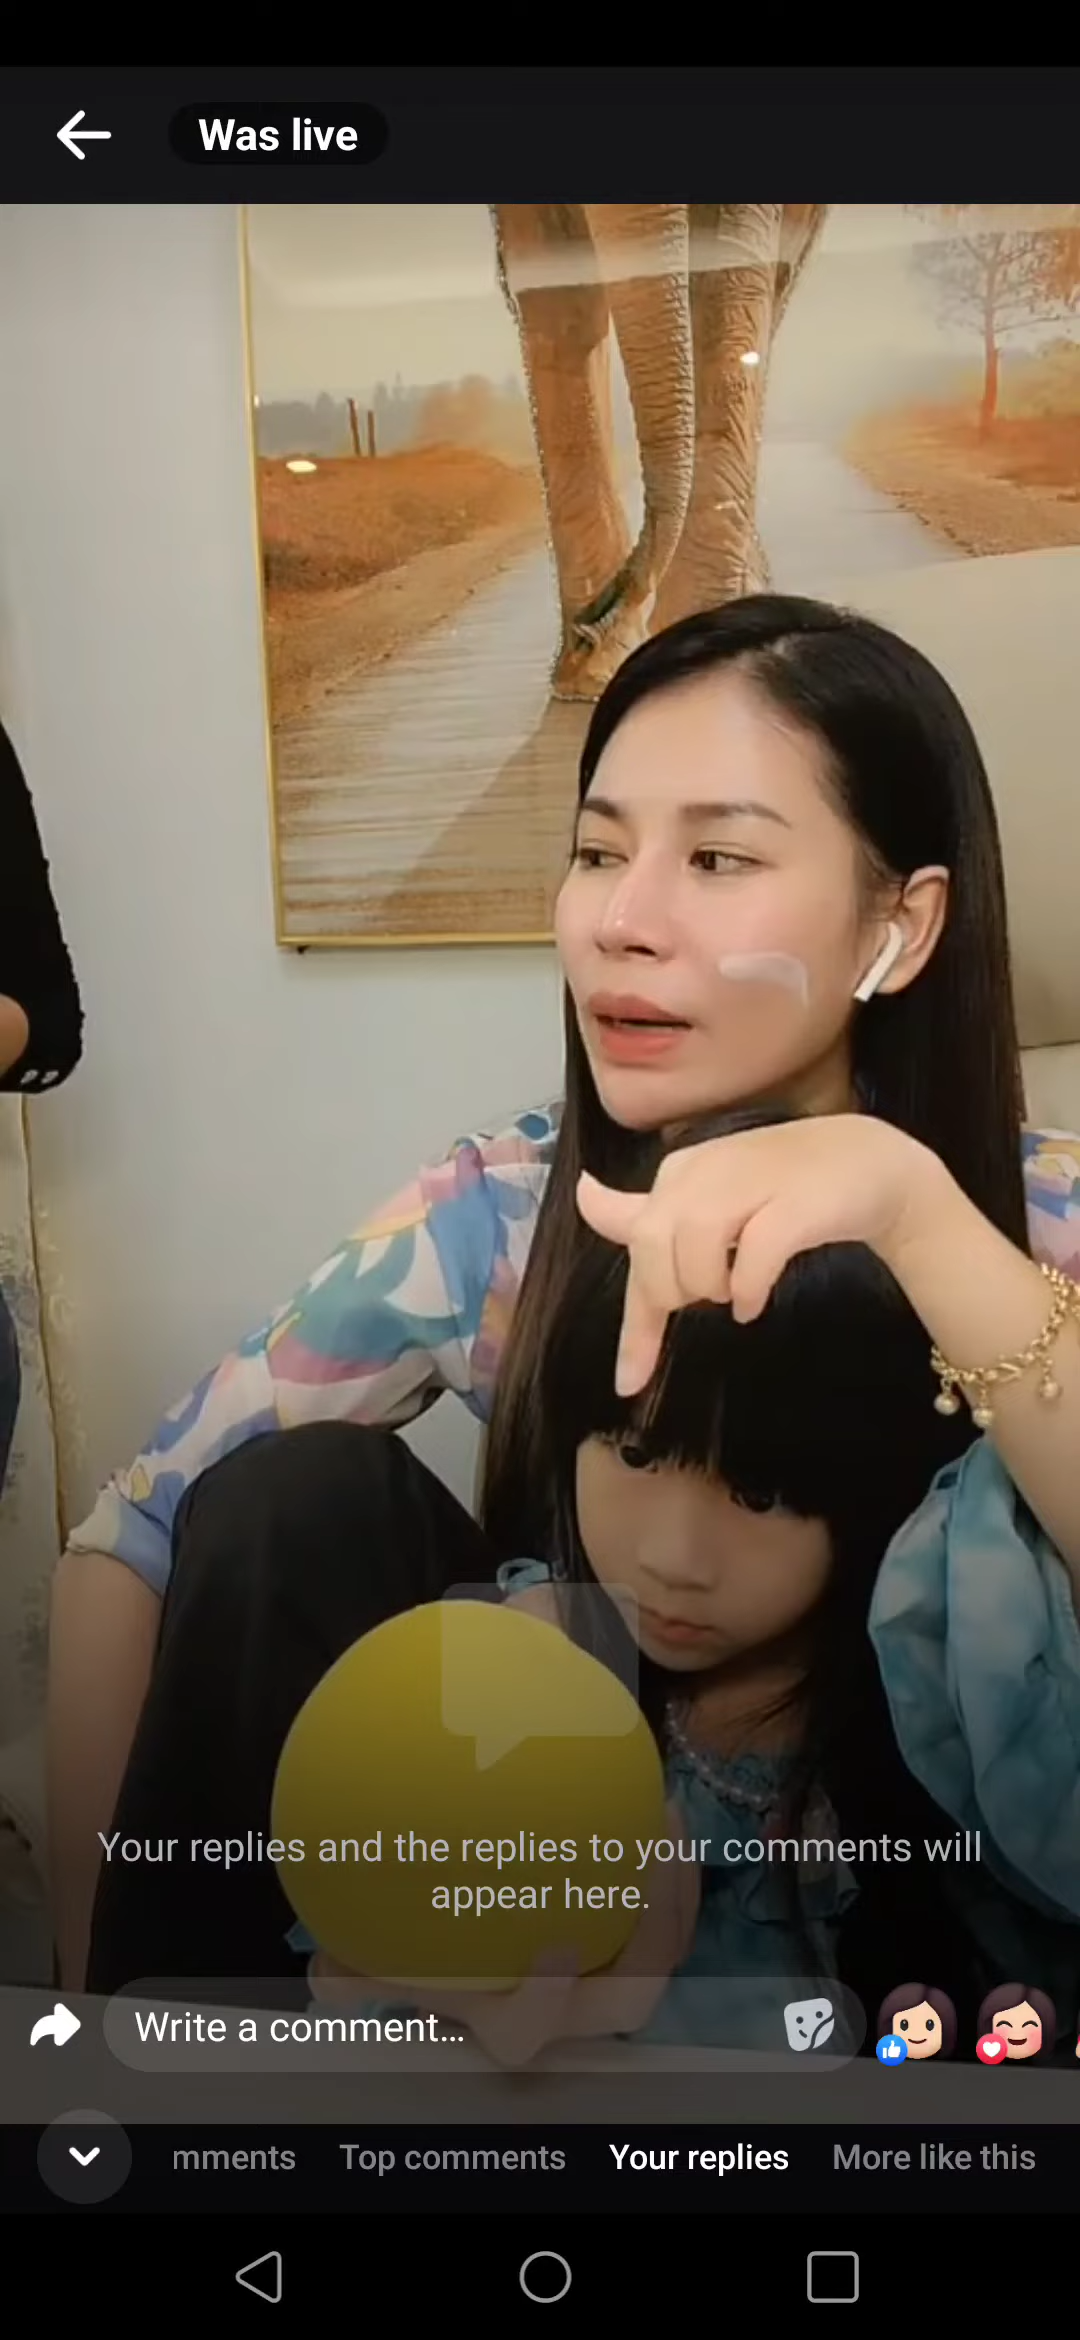 Was live
Your replies and the replies to your comments will
appear here.
Write a comment...
mments Top comments Your replies More like this